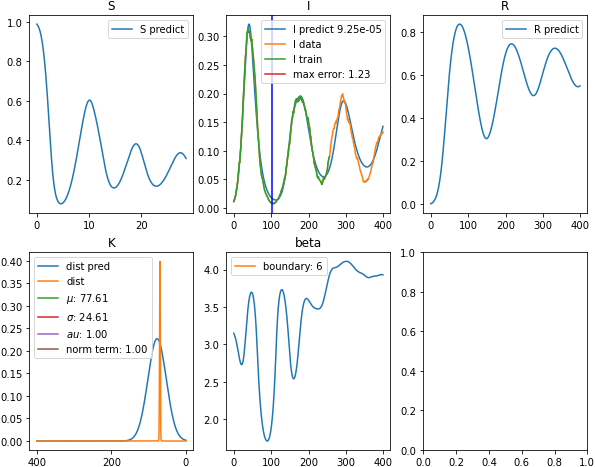 S
I
R
S predict
I predict 9.25e-05
I data
I train
max error: 1.23
R predict
1.0
0.8
0.6
0.4
0.2
0 10 20
0.30
0.25
0.20
0.15
0.10
0.05
0.00
0 100 200 300 400
0.8
0.6
0.4
0.2
0.0
0 100 200 300 400
K
beta
dist pred
dist
μ: 77.61
σ: 24.61
au: 1.00
norm term: 1.00
boundary: 6
0.40
0.35
0.30
0.25
0.20
0.15
0.10
0.05
0.00
400 200 0
4.0
3.5
3.0
2.5
2.0
0 100 200 300 400
1.0
0.8
0.6
0.4
0.2
0.0
0.0 0.2 0.4 0.6 0.8 1.0